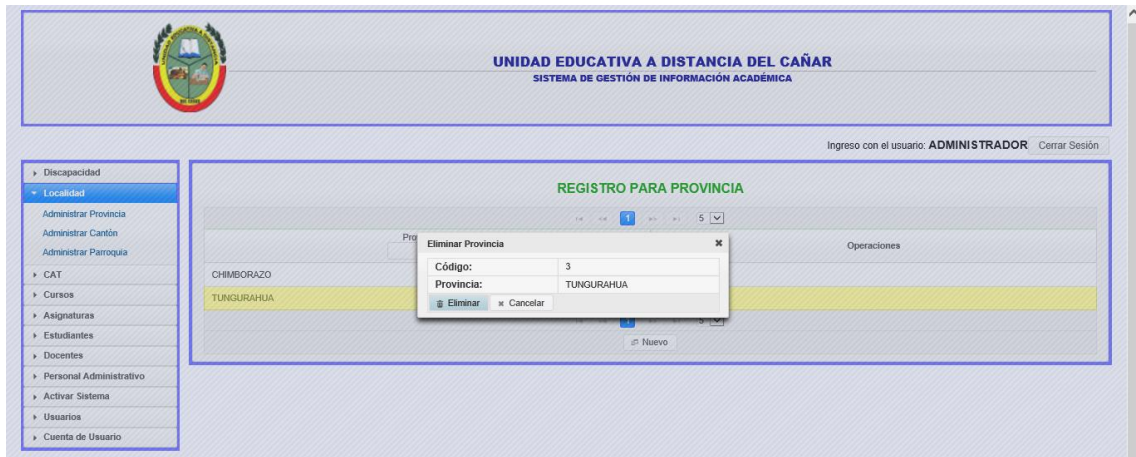 UNIDAD EDUCATIVA A DISTANCIA DEL CAÑAR
SISTEMA DE GESTIÓN DE INFORMACIÓN ACADÉMICA
Ingreso con el usuario: ADMINISTRADOR Cerrar Sesión
Discapacidad
Localidad
Administrar Provincia
Administrar Cantón
Administrar Parroquia
CAT
Cursos
Asignaturas
Estudiantes
Docentes
Personal Administrativo
Activar Sistema
Usuarios
Cuenta de Usuario
REGISTRO PARA PROVINCIA
1 5
Pro
Operaciones
CHIMBORAZO
TUNGURAHUA
Eliminar Provincia
Código: 3
Provincia: TUNGURAHUA
Eliminar Cancelar
5
Nuevo